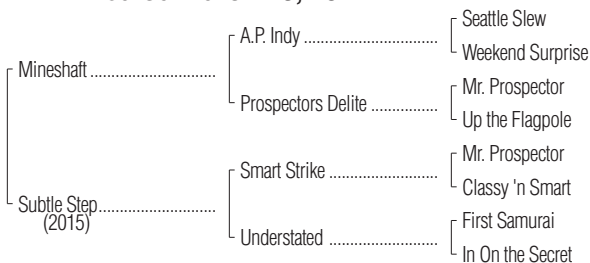 Mineshaft
Subtle Step
(2015)
A.P. Indy
Prospectors Delite
Smart Strike
Understated
Seattle Slew
Weekend Surprise
Mr. Prospector
Up the Flagpole
Mr. Prospector
Classy 'n Smart
First Samurai
In On the Secret